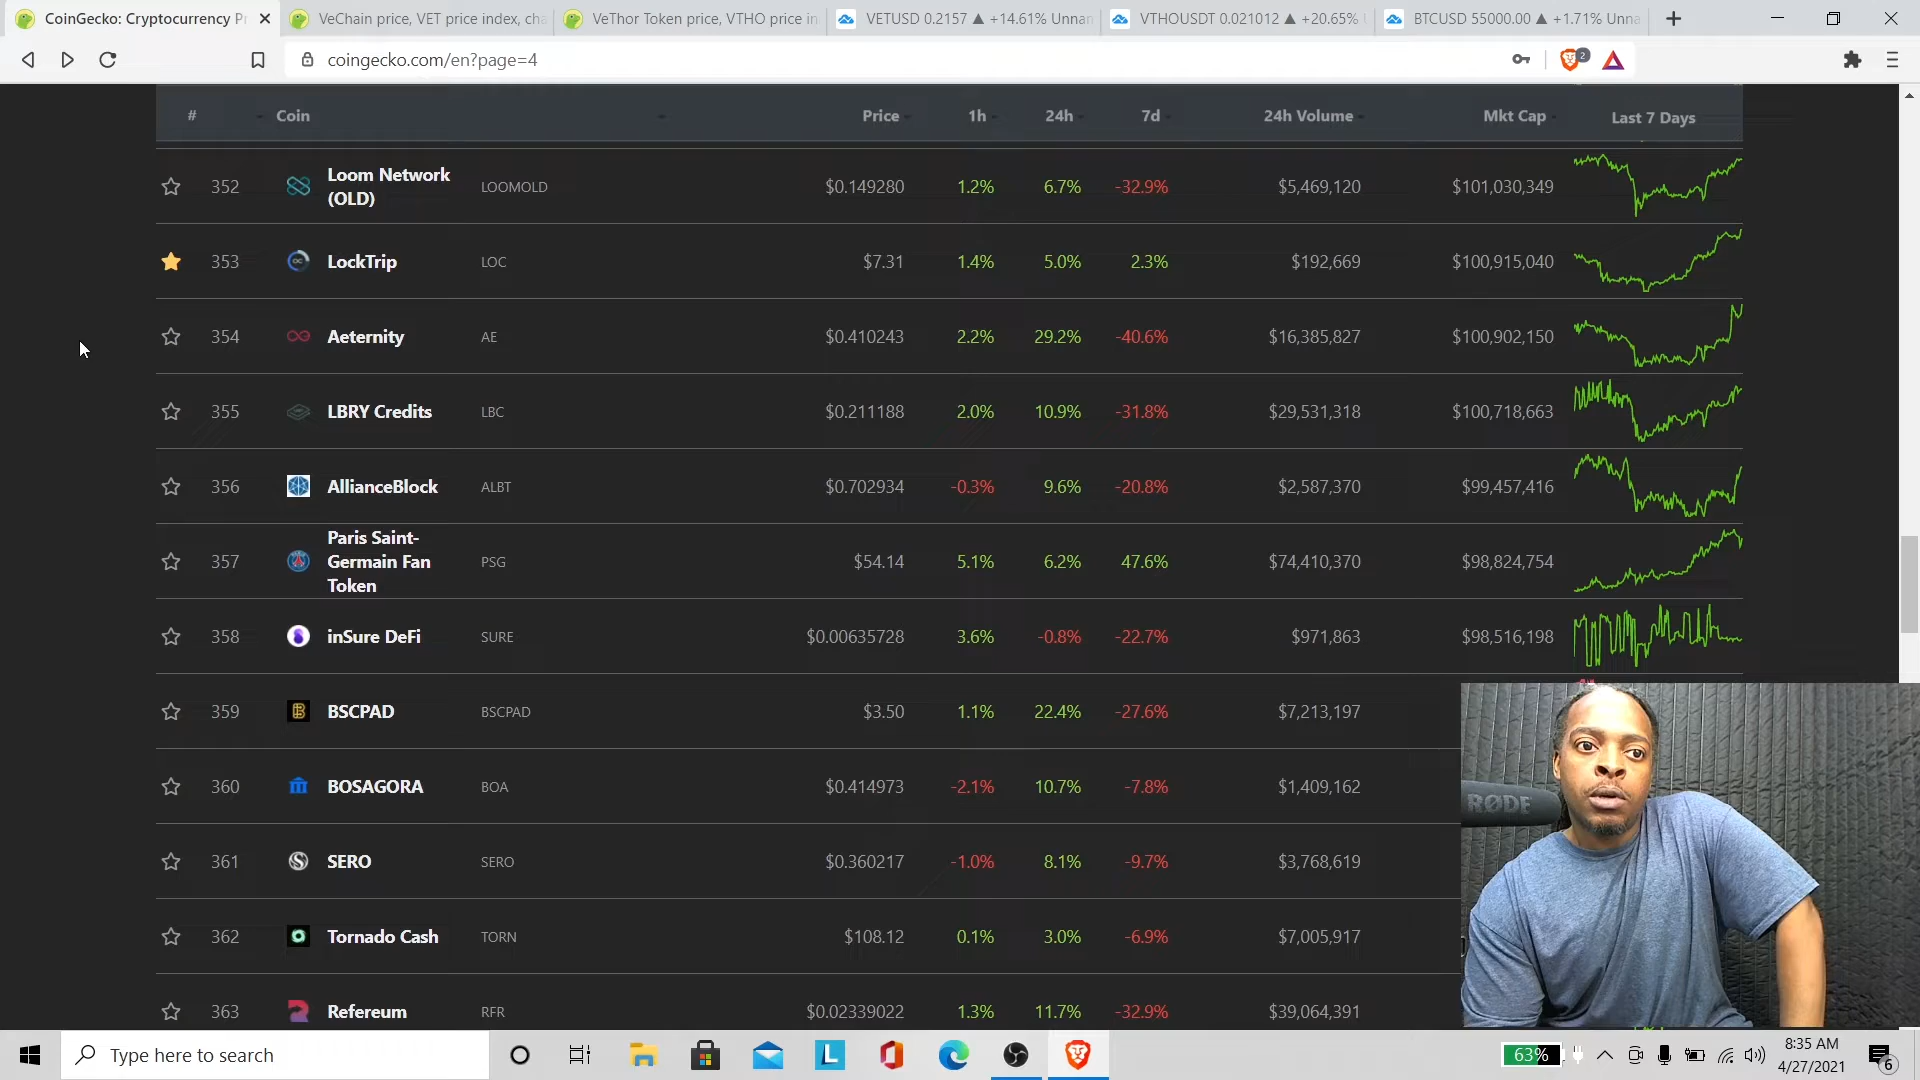 CoinGecko: Cryptocurrency Pr
VeChain price, VET price index, cha
VeThor Token price, VTHO price in
VETUSD 0.2157 ▲ +14.61% Unnan
VTHOUSDT 0.021012 ▲ +20.65% U
BTCUSD 55000.00 ▲ +1.71% Unna
coingecko.com/en?page=4
2
# Coin Price 1h 24h 7d 24h Volume Mkt Cap Last 7 Days
352 Loom Network (OLD) LOOMOLD $0.149280 1.2% 6.7% -32.9% $5,469,120 $101,030,349
353 LockTrip LOC $7.31 1.4% 5.0% 2.3% $192,669 $100,915,040
354 Aeternity AE $0.410243 2.2% 29.2% -40.6% $16,385,827 $100,902,150
355 LBRY Credits LBC $0.211188 2.0% 10.9% -31.8% $29,531,318 $100,718,663
356 AllianceBlock ALBT $0.702934 -0.3% 9.6% -20.8% $2,587,370 $99,457,416
357 Paris Saint-Germain Fan Token PSG $54.14 5.1% 6.2% 47.6% $74,410,370 $98,824,754
358 inSure DeFi SURE $0.00635728 3.6% -0.8% -22.7% $971,863 $98,516,198
359 BSCPAD BSCPAD $3.50 1.1% 22.4% -27.6% $7,213,197
360 BOSAGORA BOA $0.414973 -2.1% 10.7% -7.8% $1,409,162
361 SERO SERO $0.360217 -1.0% 8.1% -9.7% $3,768,619
362 Tornado Cash TORN $108.12 0.1% 3.0% -6.9% $7,005,917
363 Refereum RFR $0.02339022 1.3% 11.7% -32.9% $39,064,391
RØDE
Type here to search
L
63%
8:35 AM
4/27/2021
6